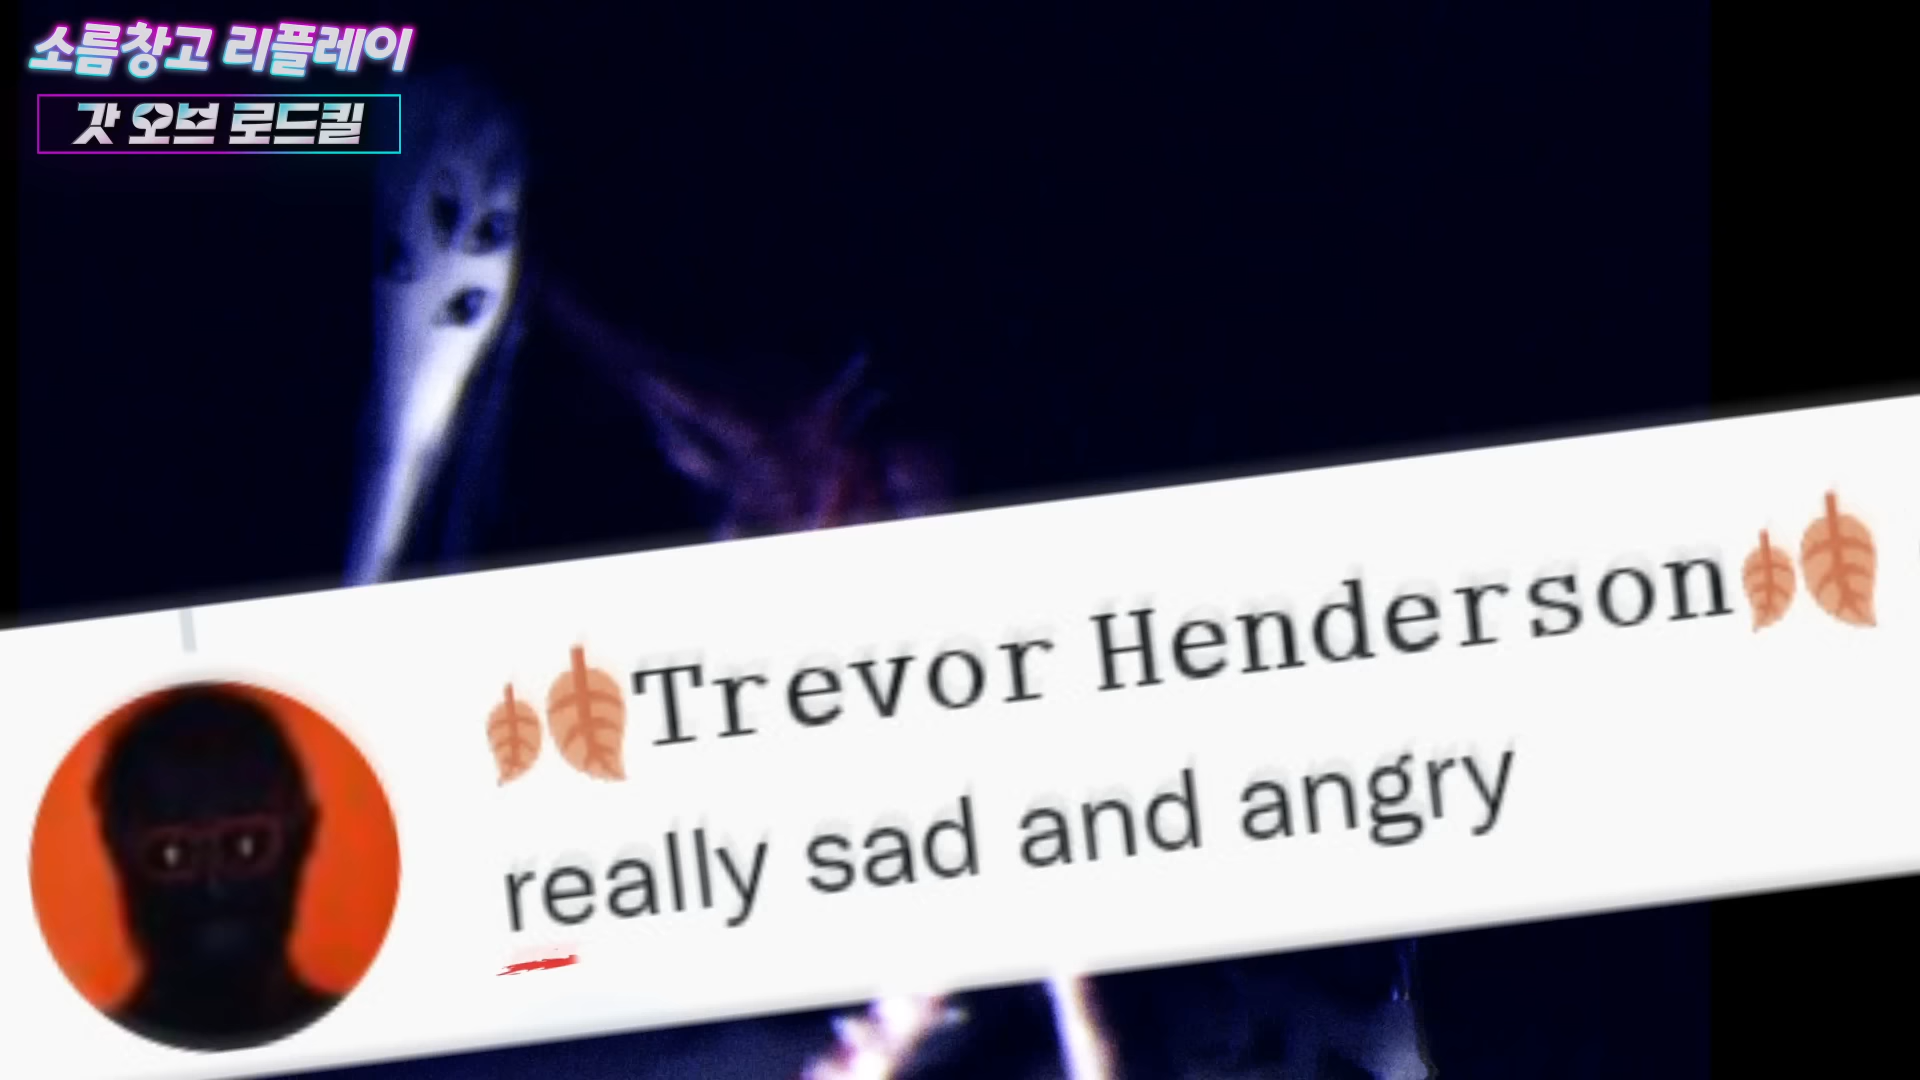 소름창고 리플레이
갓 오브 로드킬
🍂Trevor Henderson🍂
really sad and angry